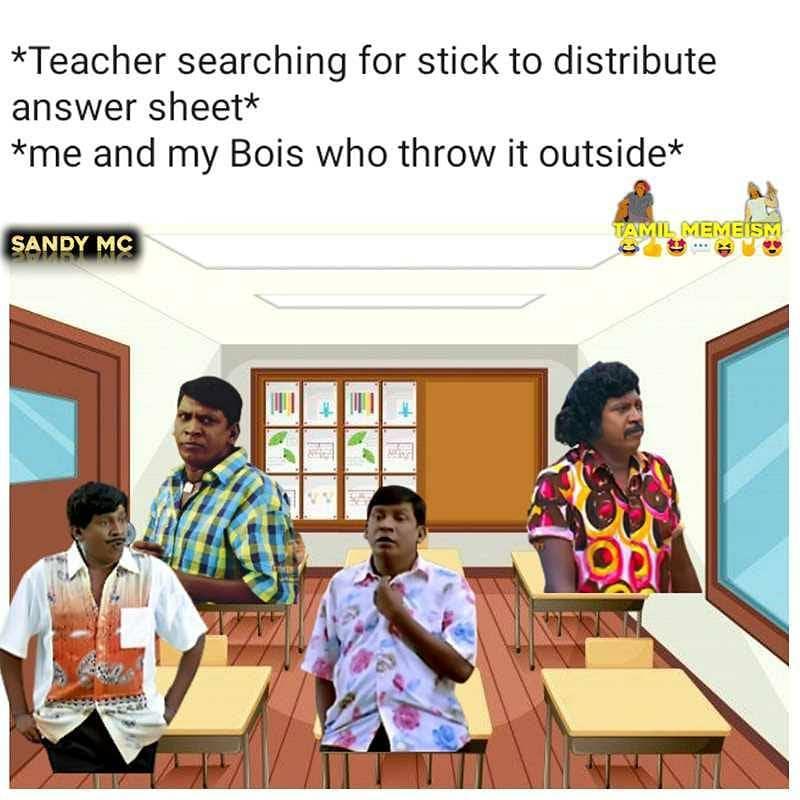 *Teacher searching for stick to distribute
answer sheet*
*me and my Bois who throw it outside*
TAMIL MEMEISM
SANDY MC